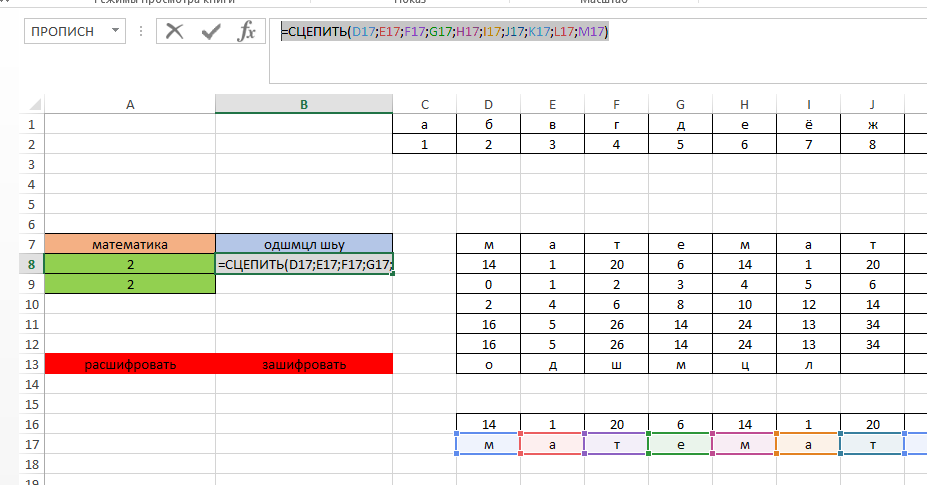 Режимы просмотра книги Показ Масштаб
ПРОПИСН =СЦЕПИТЬ(D17;E17;F17;G17;H17;I17;J17;K17;L17;M17)
A B C D E F G H I J
1 а б в г д е ё ж
2 1 2 3 4 5 6 7 8
3
4
5
6
7 математика одшмцл шьу м а т е м а т
8 2 =СЦЕПИТЬ(D17;E17;F17;G17; 14 1 20 6 14 1 20
9 2 0 1 2 3 4 5 6
10 2 4 6 8 10 12 14
11 16 5 26 14 24 13 34
12 16 5 26 14 24 13 34
13 расшифровать зашифровать о д ш м ц л
14
15
16 14 1 20 6 14 1 20
17 м а т е м а т
18
19